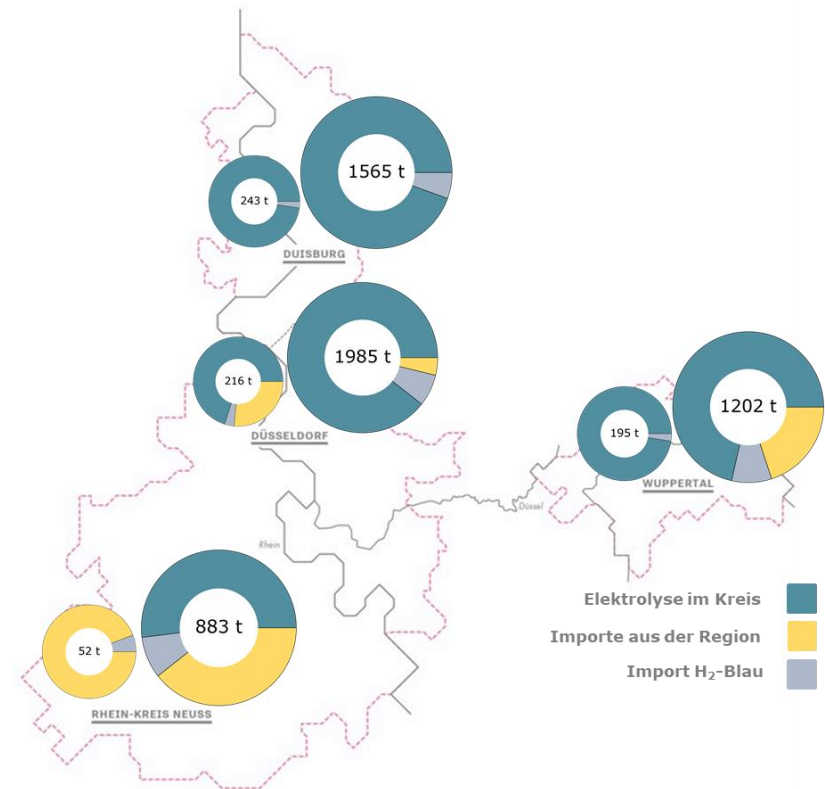 1565 t
243 t
DUISBURG
1985 t
216 t
DÜSSELDORF
1202 t
195 t
WUPPERTAL
Düssel
Rhein
883 t
52 t
RHEIN-KREIS NEUSS
Elektrolyse im Kreis
Importe aus der Region
Import H₂-Blau